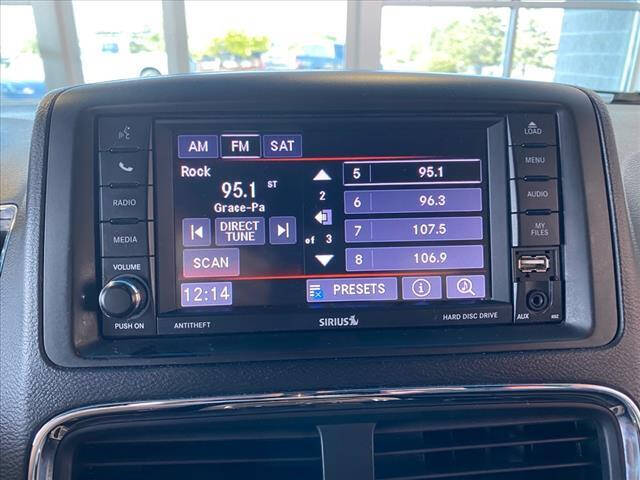 AM FM SAT
Rock
95.1 ST
Grace-Pa
DIRECT
TUNE
SCAN
12:14
2
of 3
5 95.1
6 96.3
7 107.5
8 106.9
PRESETS
RADIO
MEDIA
VOLUME
PUSH ON
LOAD
MENU
AUDIO
MY
FILES
AUX
ANTITHEFT
SIRIUS
HARD DISC DRIVE